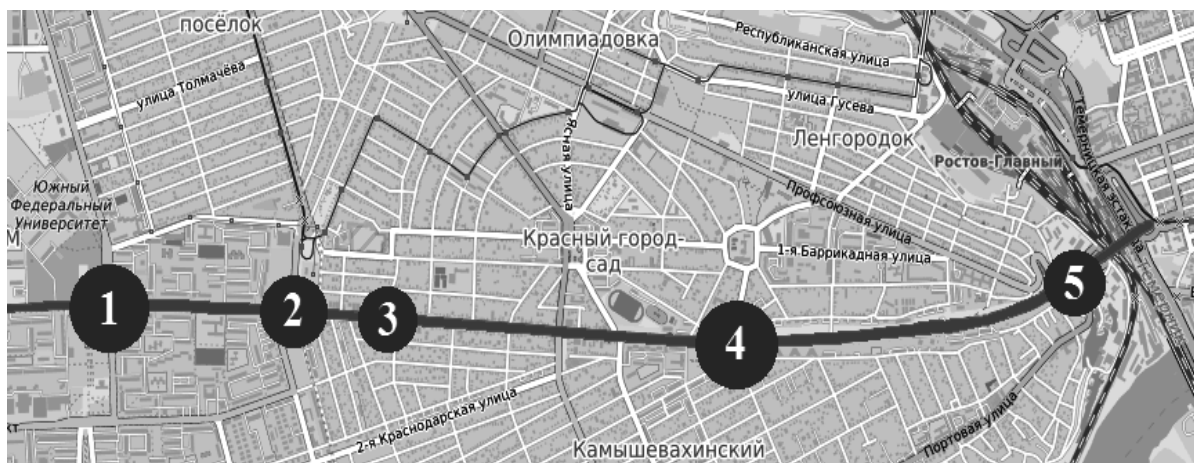 посёлок
улица Толмачёва
Олимпиадовка
Республиканская улица
улица Гусева
Ленгородок
Ростов-Главный
Ясная улица
Южный
Федеральный
Университет
М
Профсоюзная улица
Красный город-
сад
1-я Баррикадная улица
1
2
3
4
5
2-я Краснодарская улица
Портовая улица
Камышевахинский
кт